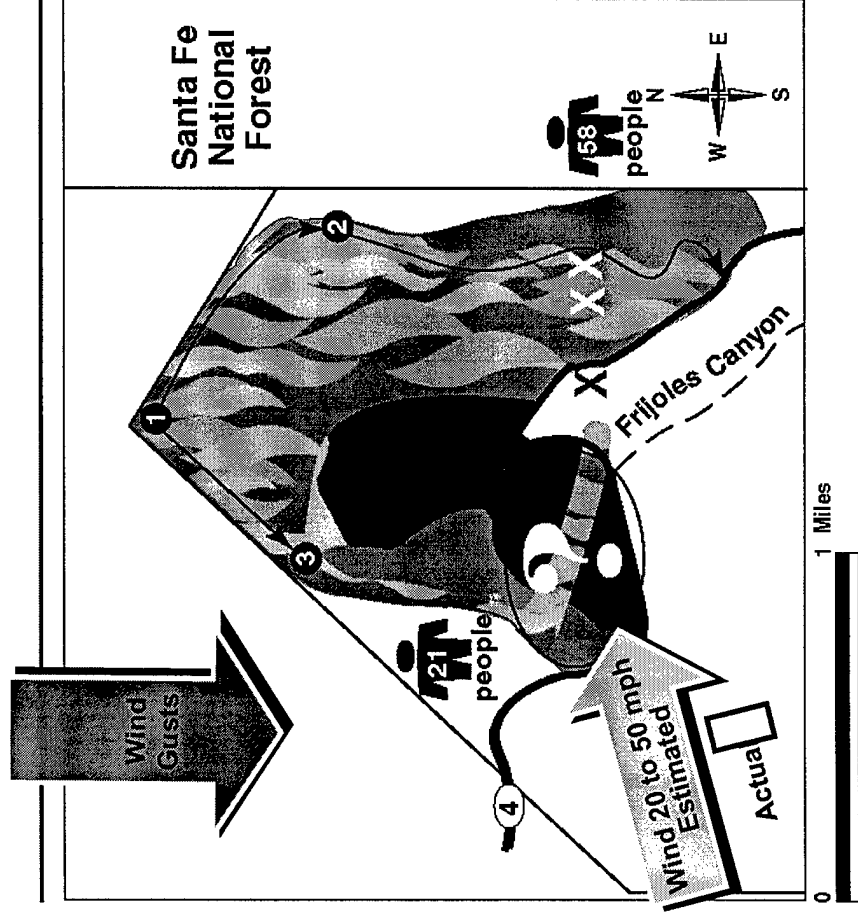 Wind
Gusts
Santa Fe
National
Forest
1
2
3
21
people
58
people
N
W
E
S
X
X X
Frijoles Canyon
?
4
Wind 20 to 50 mph
Estimated
Actual
0
1 Miles